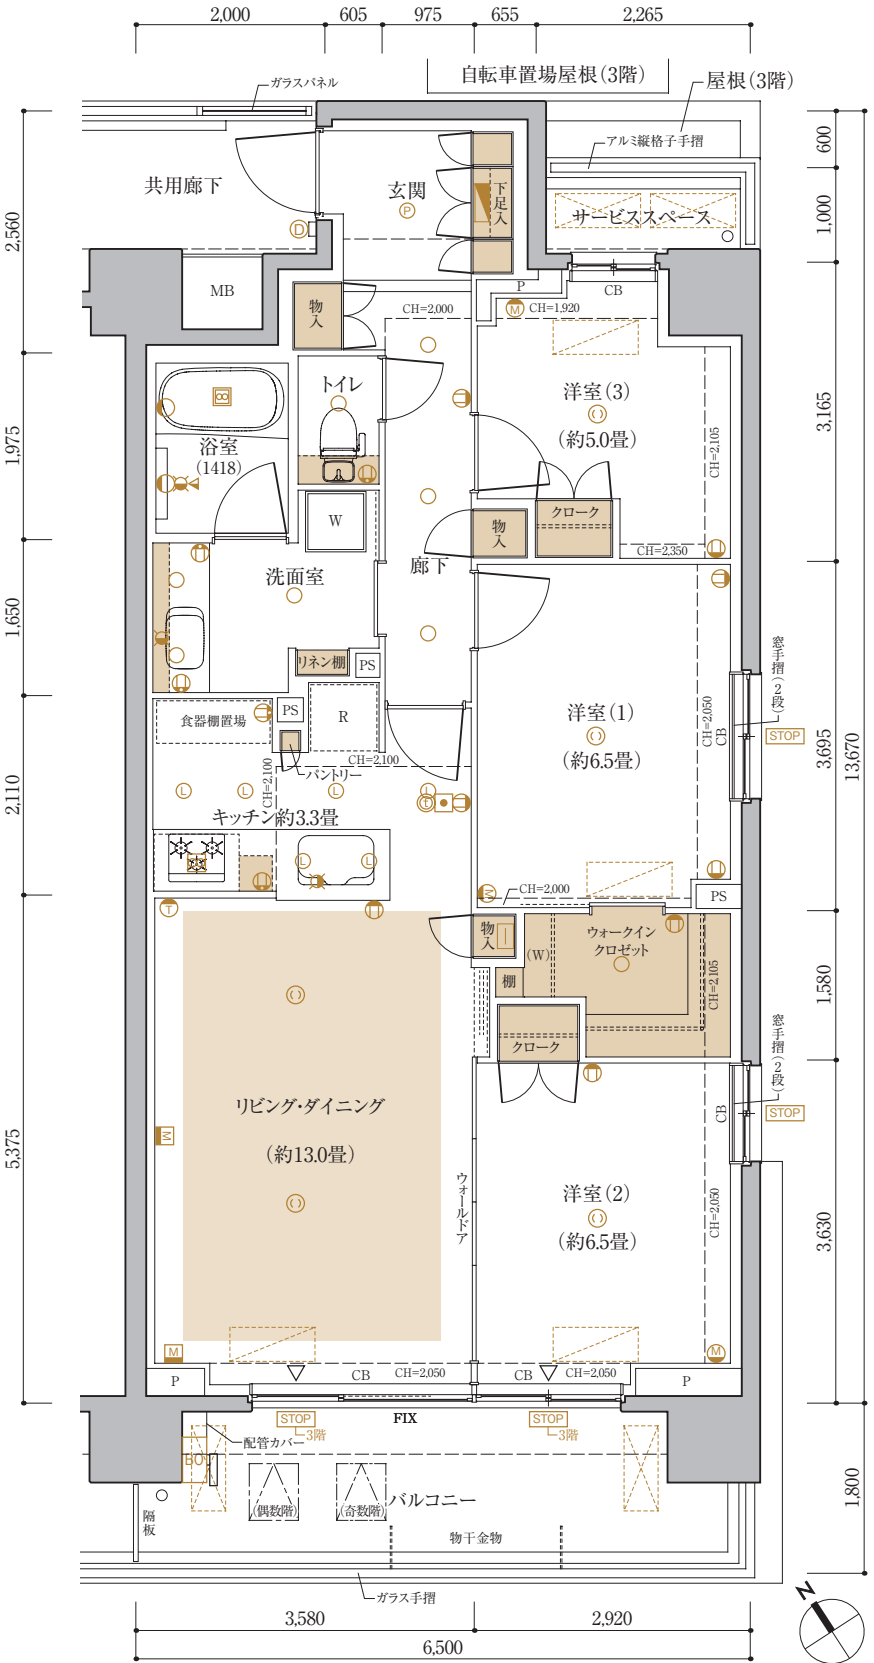 2,000 605 975 655 2,265
自転車置場屋根(3階)
屋根(3階)
ガラスパネル
アルミ縦格子手摺
共用廊下
玄関
P
下足入
サービススペース
D
MB
物入
P
CB
CH=2,000
M
CH=1,920
トイレ
洋室(3)
(約5.0畳)
浴室
(1418)
CH=2,105
W
物入
クローク
CH=2,350
廊下
洗面室
リネン棚
PS
食器棚置場
PS
R
洋室(1)
(約6.5畳)
CH=2,050
CB
窓手摺(2段)
STOP
パントリー
CH=2,100
CH=2,100
L L L L
キッチン約3.3畳
t
L L
M
CH=2,000
PS
T
物入
(W)
ウォークイン
クロゼット
棚
CH=2,105
クローク
窓手摺(2段)
CB
STOP
リビング・ダイニング
(約13.0畳)
M
ウォールドア
洋室(2)
(約6.5畳)
CH=2,050
M
M
P
CB
CH=2,050
CB
CH=2,050
P
STOP
3階
FIX
STOP
3階
配管カバー
BOX
(偶数階)
(奇数階)
バルコニー
隔板
物干金物
ガラス手摺
N
3,580 2,920
6,500
2,560
1,975
1,650
2,110
5,375
600
1,000
3,165
3,695
13,670
1,580
3,630
1,800